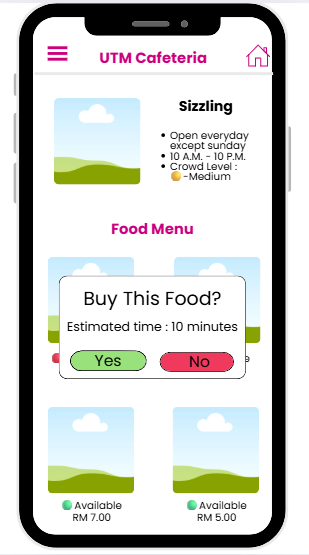 UTM Cafeteria
Sizzling
• Open everyday
except sunday
• 10 A.M. - 10 P.M.
• Crowd Level :
-Medium
Food Menu
Buy This Food?
Estimated time : 10 minutes
Yes
No
Available
RM 7.00
Available
RM 5.00